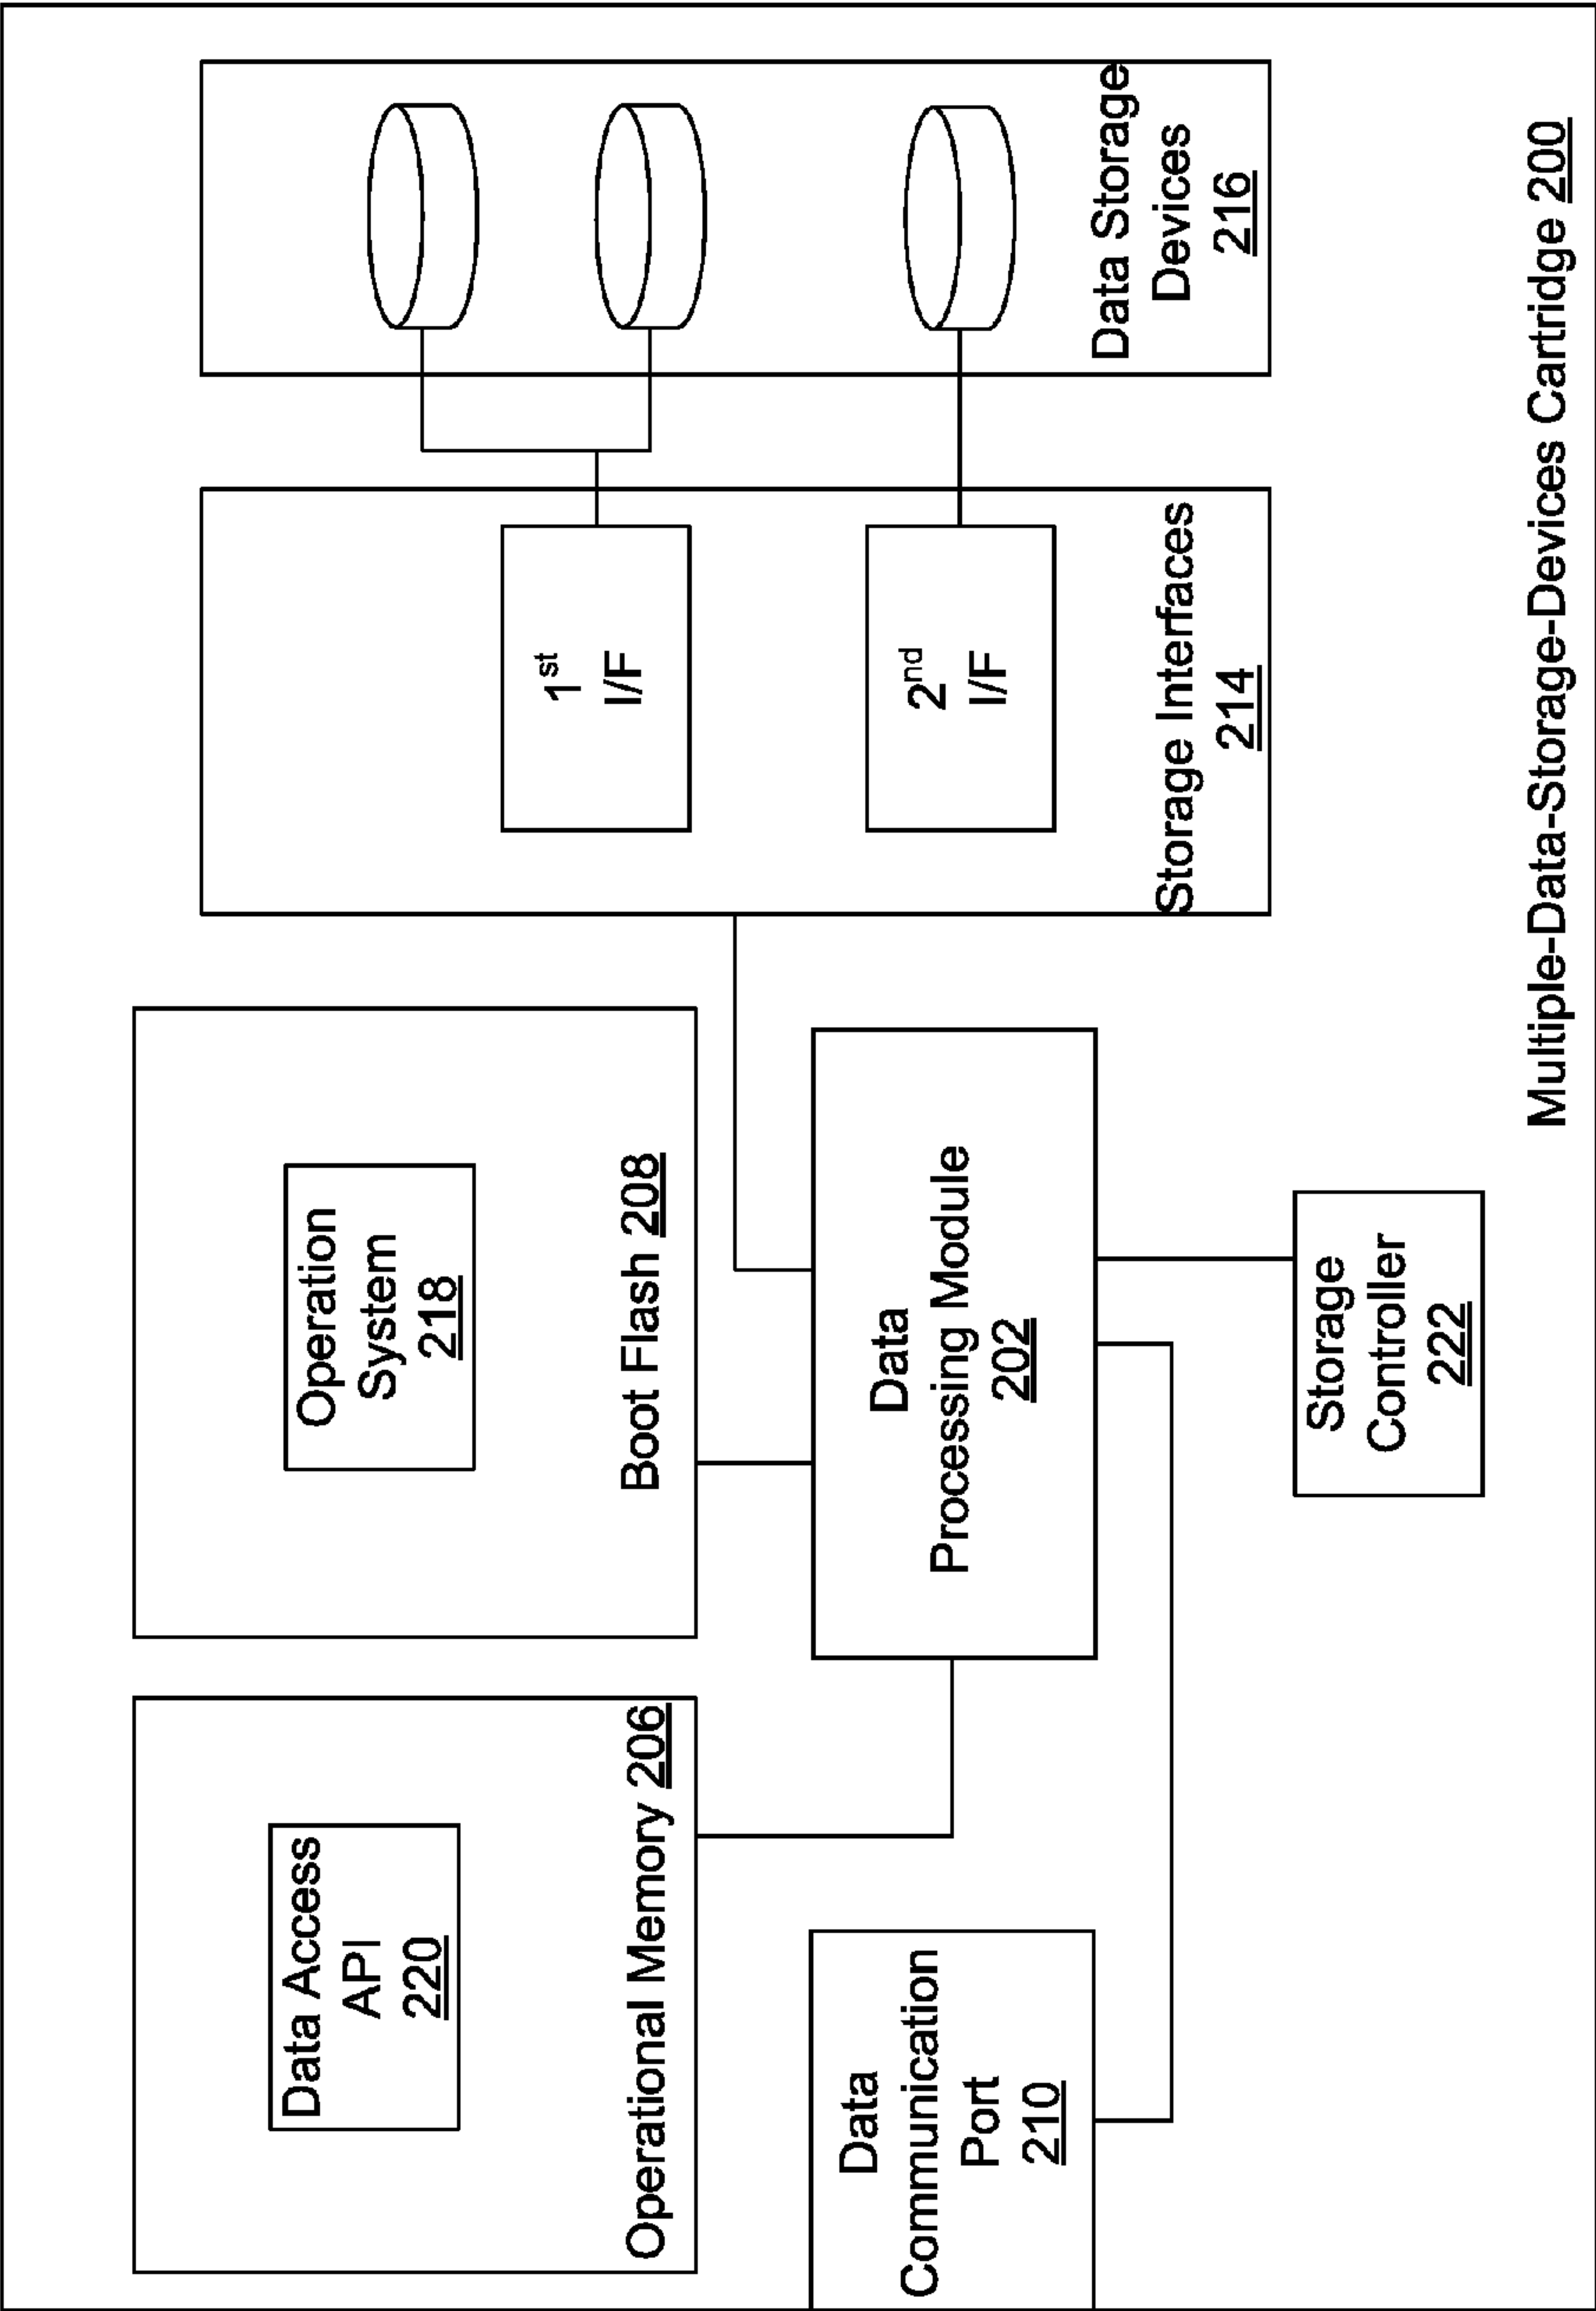 Data Access
API
220
Operational Memory 206
Operation
System
218
Boot Flash 208
1st
I/F
2nd
I/F
Storage Interfaces
214
Data Storage
Devices
216
Data
Communication
Port
210
Data
Processing Module
202
Storage
Controller
222
Multiple-Data-Storage-Devices Cartridge 200